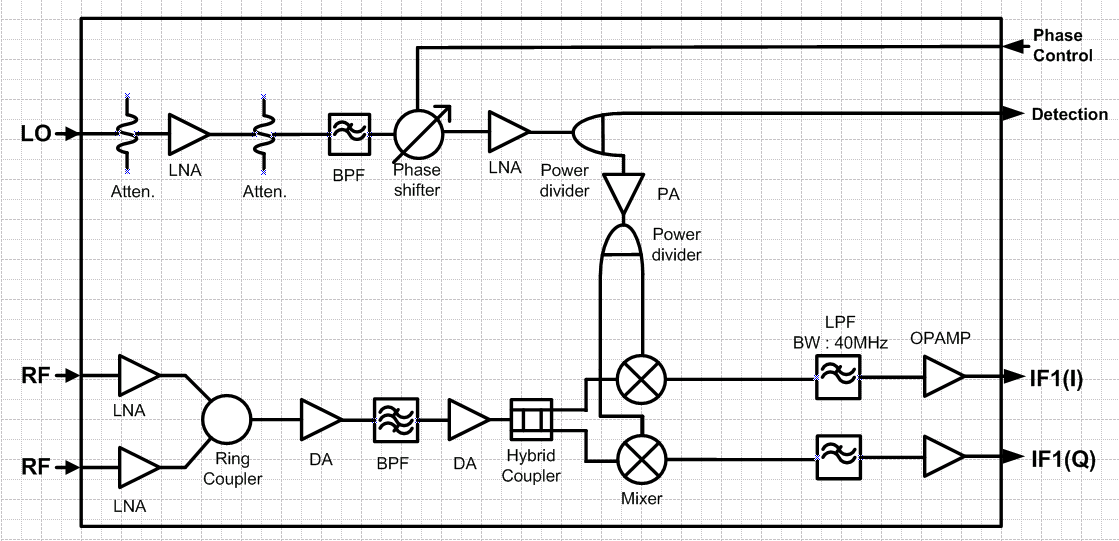 Phase
Control
LO
Detection
Atten.
LNA
Atten.
BPF
Phase
shifter
LNA
Power
divider
PA
Power
divider
LPF
BW : 40MHz
OPAMP
RF
LNA
IF1(I)
RF
LNA
Ring
Coupler
DA
BPF
DA
Hybrid
Coupler
Mixer
IF1(Q)